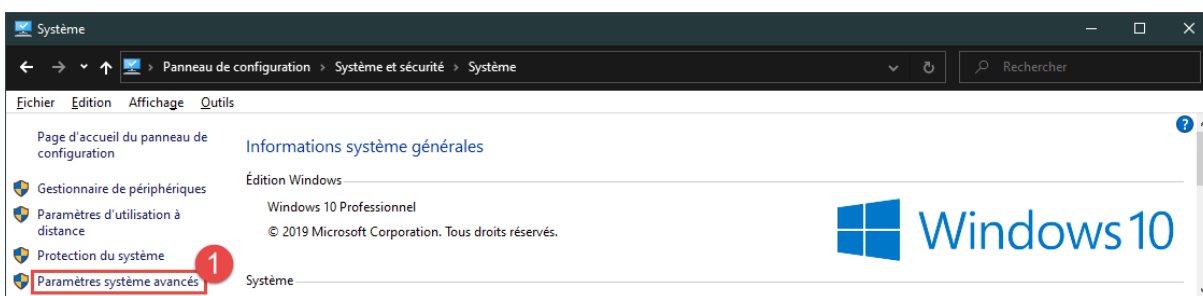 Système
Panneau de configuration > Système et sécurité > Système
Rechercher
Fichier Edition Affichage Outils
Page d'accueil du panneau de
configuration
Gestionnaire de périphériques
Paramètres d'utilisation à
distance
Protection du système
Paramètres système avancés
1
Informations système générales
Édition Windows
Windows 10 Professionnel
© 2019 Microsoft Corporation. Tous droits réservés.
Windows 10
Système